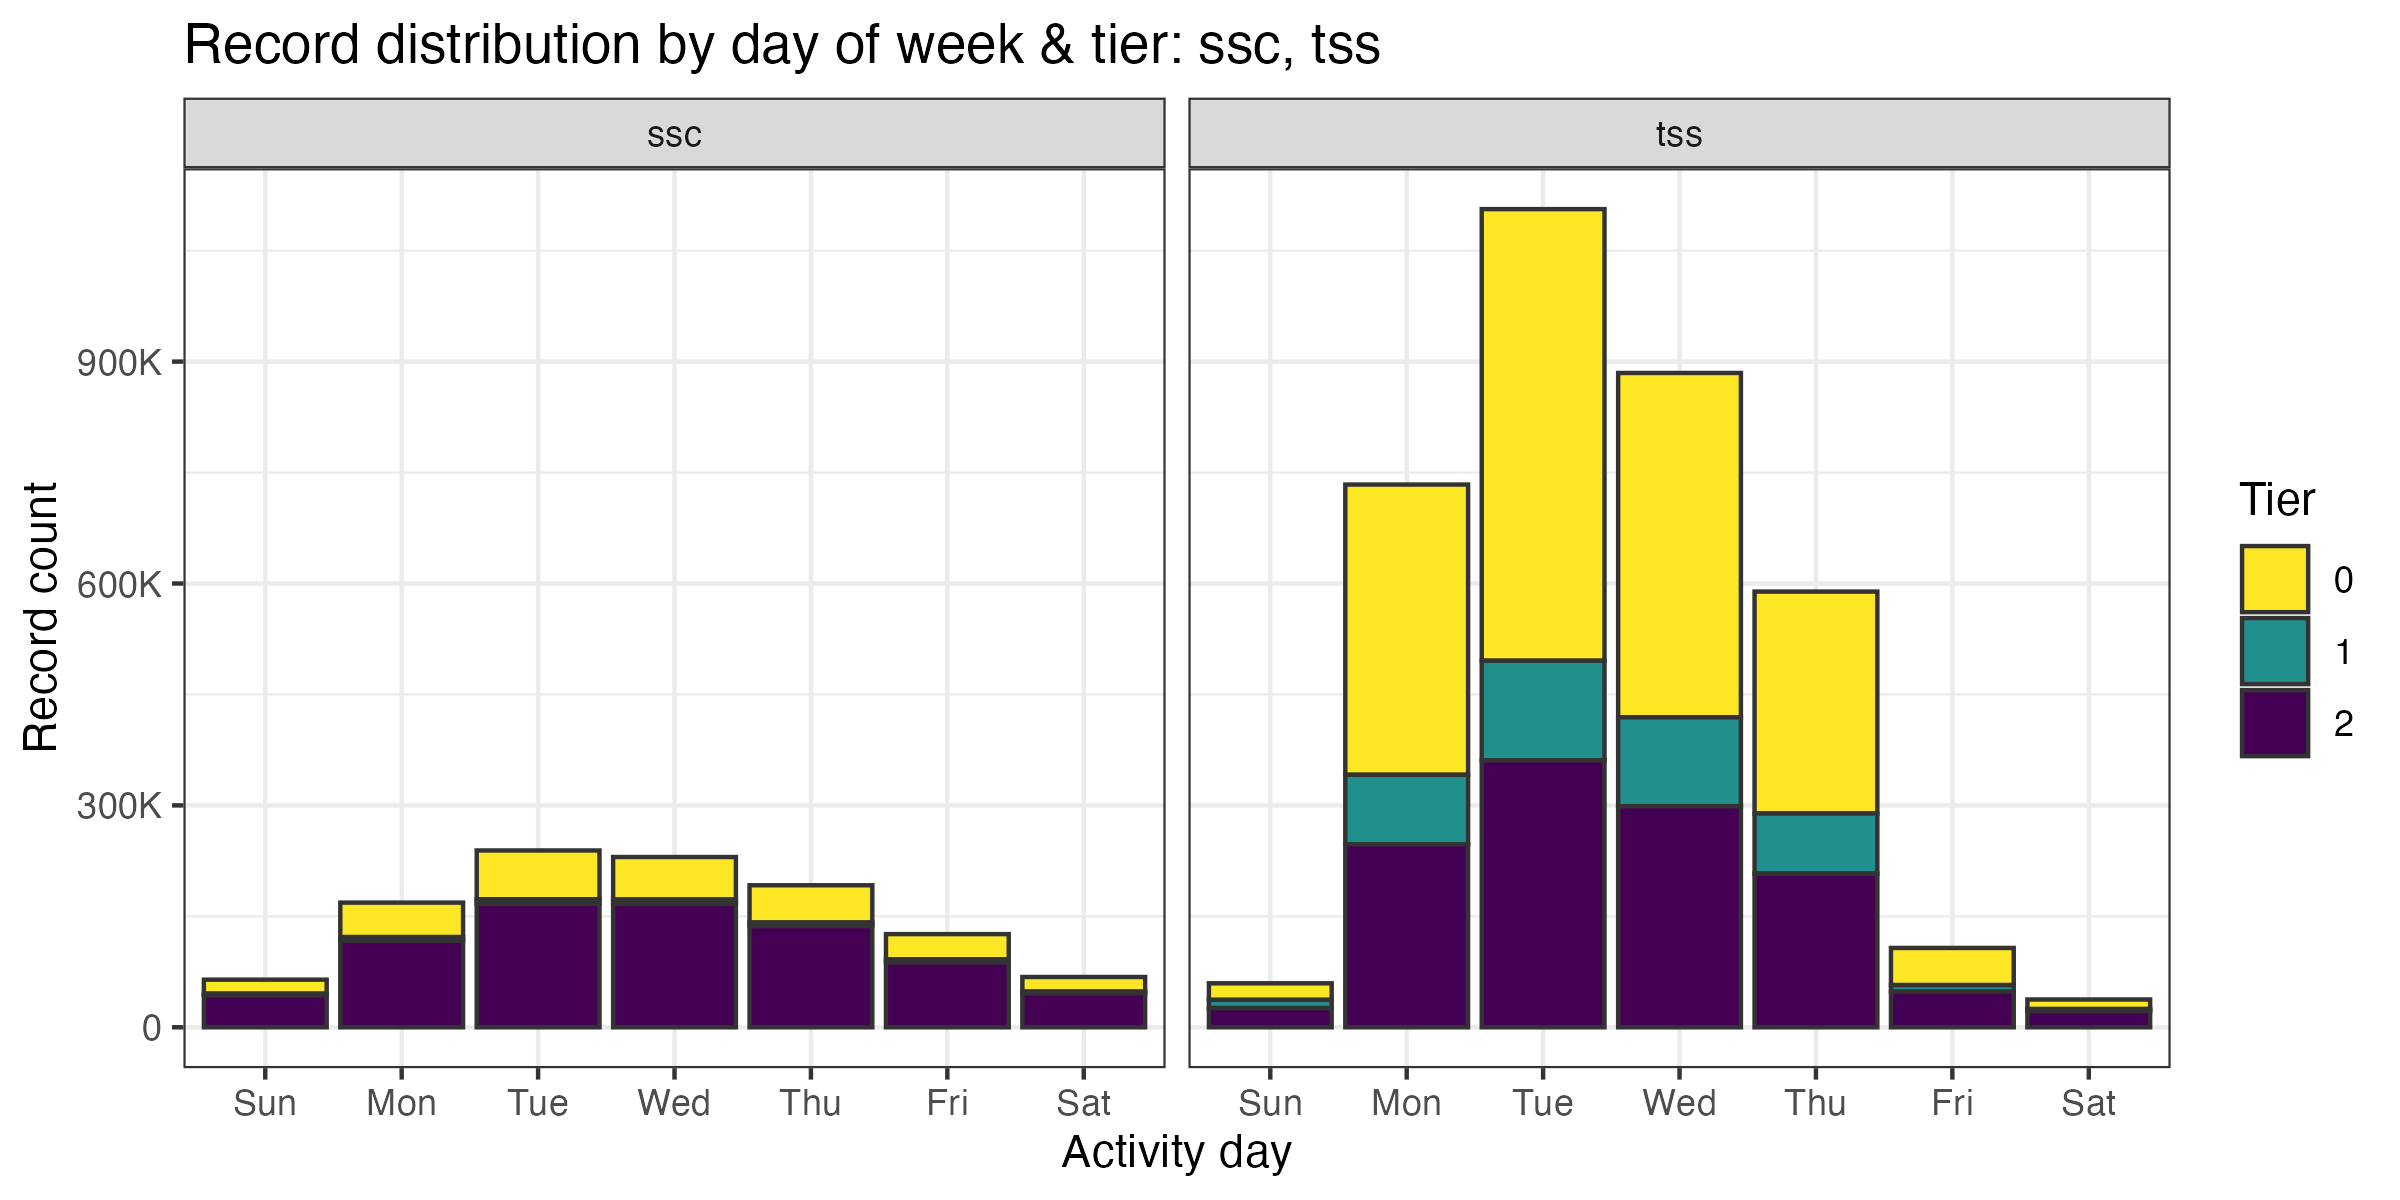 Record distribution by day of week & tier: ssc, tss
ssc
tss
Record count
900K
600K
300K
0
Sun Mon Tue Wed Thu Fri Sat
Sun Mon Tue Wed Thu Fri Sat
Activity day
Tier
0
1
2